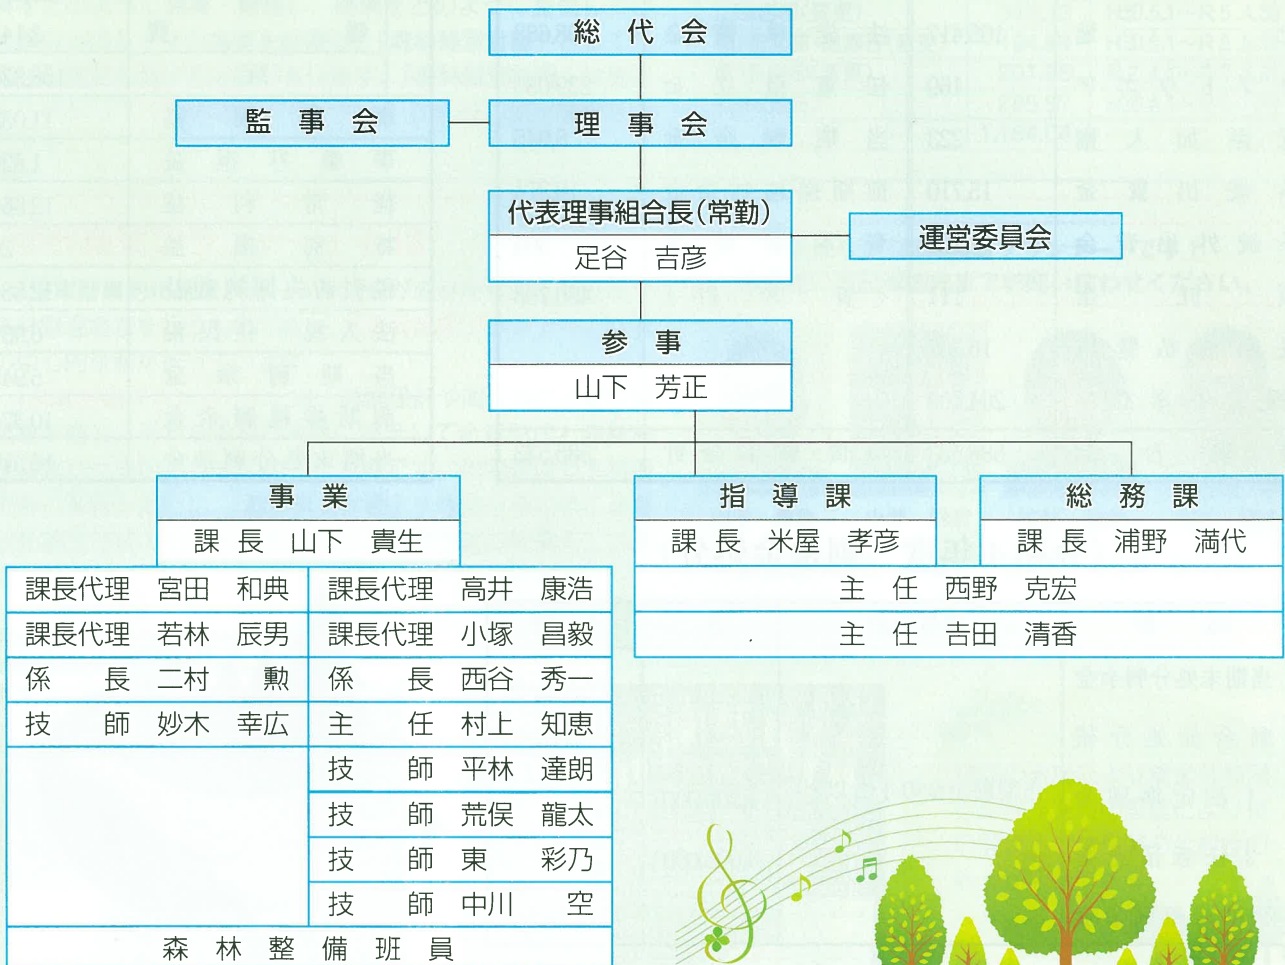 総代会
監事会
理事会
代表理事組合長(常勤)
足谷 𠮷彦
運営委員会
参事
山下 芳正
事業
課長 山下 貴生
課長代理 宮田 和典
課長代理 高井 康浩
課長代理 若林 辰男
課長代理 小塚 昌毅
係長 二村 勲
係長 西谷 秀一
技師 妙木 幸広
主任 村上 知恵
技師 平林 達朗
技師 荒俣 龍太
技師 東 彩乃
技師 中川 空
森林整備班員
指導課
課長 米屋 孝彦
総務課
課長 浦野 満代
主任 西野 克宏
主任 𠮷田 清香